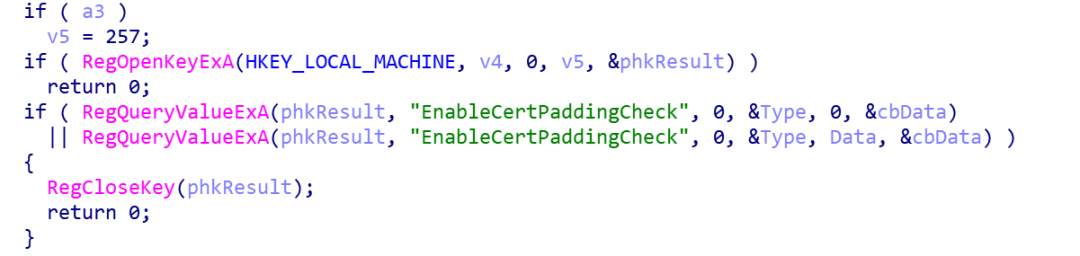 if ( a3 )
v5 = 257;
if ( RegOpenKeyExA(HKEY_LOCAL_MACHINE, v4, 0, v5, &phkResult) )
return 0;
if ( RegQueryValueExA(phkResult, "EnableCertPaddingCheck", 0, &Type, 0, &cbData)
|| RegQueryValueExA(phkResult, "EnableCertPaddingCheck", 0, &Type, Data, &cbData) )
{
RegCloseKey(phkResult);
return 0;
}